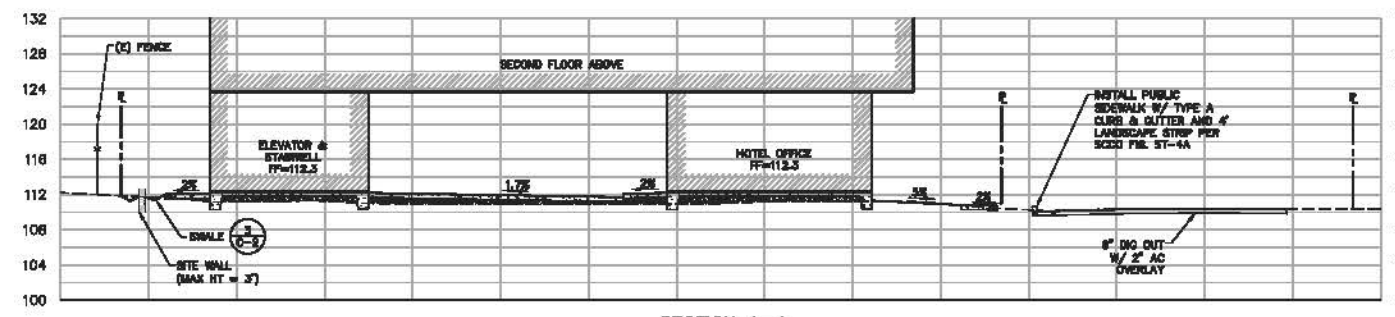 132
128
124
120
116
112
108
104
100
(E) FENCE
SECOND FLOOR ABOVE
ELEVATOR &
STAIRWELL
FF=112.3
HOTEL OFFICE
FF=112.3
INSTALL PUBLIC
SIDEWALK W/ TYPE A
CURB & GUTTER AND 4'
LANDSCAPE STRIP PER
SCCO FIG. ST-4A
2%
1.7%
2%
5%
2%
SWALE
3
C-2
SITE WALL
(MAX HT = 3')
DIG OUT
W/ 2" AC
OVERLAY